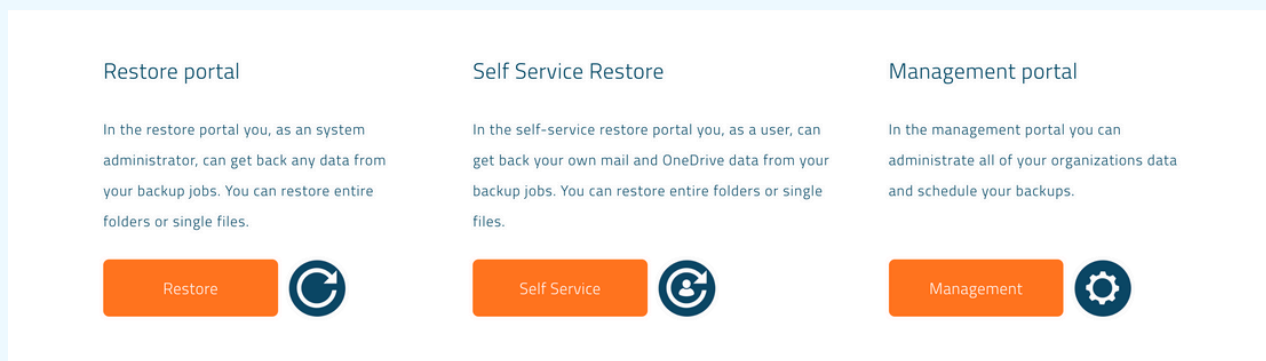 Restore portal
In the restore portal you, as an system
administrator, can get back any data from
your backup jobs. You can restore entire
folders or single files.
Restore
Self Service Restore
In the self-service restore portal you, as a user, can
get back your own mail and OneDrive data from your
backup jobs. You can restore entire folders or single
files.
Self Service
Management portal
In the management portal you can
administrate all of your organizations data
and schedule your backups.
Management